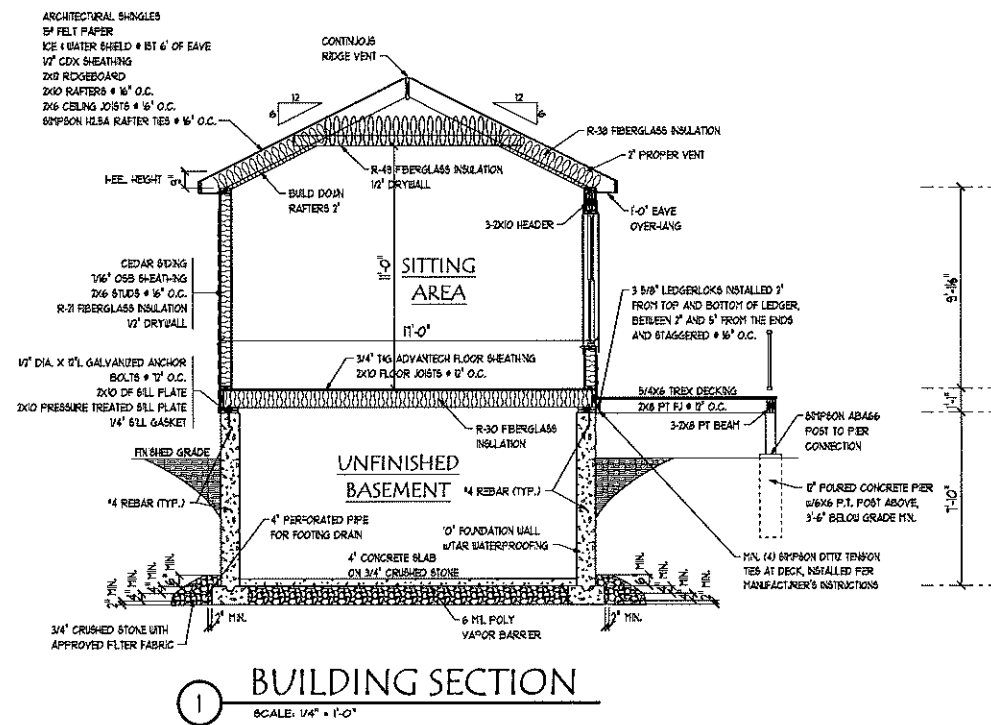 ARCHITECTURAL SHINGLES
15# FELT PAPER
ICE & WATER SHIELD @ 1ST 6' OF EAVE
1/2" CDX SHEATHING
2X12 RIDGEBOARD
2X10 RAFTERS @ 16" O.C.
2X6 CEILING JOISTS @ 16" O.C.
SIMPSON H2.5A RAFTER TIES @ 16" O.C.
CONTINUOUS
RIDGE VENT
12
6
12
6
R-38 FIBERGLASS INSULATION
2" PROPER VENT
HEEL HEIGHT
R-49 FIBERGLASS INSULATION
1/2" DRYWALL
BUILD DOWN
RAFTERS 2"
3-2X10 HEADER
1'-0" EAVE
OVERHANG
CEDAR SIDING
7/16" OSB SHEATHING
2X6 STUDS @ 16" O.C.
R-21 FIBERGLASS INSULATION
1/2" DRYWALL
SITTING
AREA
11'-0"
17'-0"
3 5/8" LEDGERLOKS INSTALLED 2"
FROM TOP AND BOTTOM OF LEDGER,
BETWEEN 2" AND 5" FROM THE ENDS
AND STAGGERED @ 16" O.C.
1/2" DIA. X 12"L GALVANIZED ANCHOR
BOLTS @ 72" O.C.
2X10 DF SILL PLATE
2X10 PRESSURE TREATED SILL PLATE
1/4" SILL GASKET
3/4" T&G ADVANTECH FLOOR SHEATHING
2X10 FLOOR JOISTS @ 12" O.C.
5/4X6 TREX DECKING
2X8 PT FJ @ 12" O.C.
3-2X8 PT BEAM
R-30 FIBERGLASS
INSULATION
SIMPSON ABA66
POST TO PIER
CONNECTION
FINISHED GRADE
UNFINISHED
BASEMENT
#4 REBAR (TYP.)
#4 REBAR (TYP.)
12" POURED CONCRETE PIER
W/6X6 P.T. POST ABOVE,
3'-6" BELOW GRADE MIN.
7'-10"
4" PERFORATED PIPE
FOR FOOTING DRAIN
10" FOUNDATION WALL
W/TAR WATERPROOFING
4" CONCRETE SLAB
ON 3/4" CRUSHED STONE
MIN. (4) SIMPSON DTT1Z TENSION
TIES AT DECK, INSTALLED PER
MANUFACTURER'S INSTRUCTIONS
2" MIN.
4" MIN.
6" MIN.
2" MIN.
2" MIN.
3/4" CRUSHED STONE WITH
APPROVED FILTER FABRIC
6 MIL POLY
VAPOR BARRIER
1
BUILDING SECTION
SCALE: 1/4" = 1'-0"